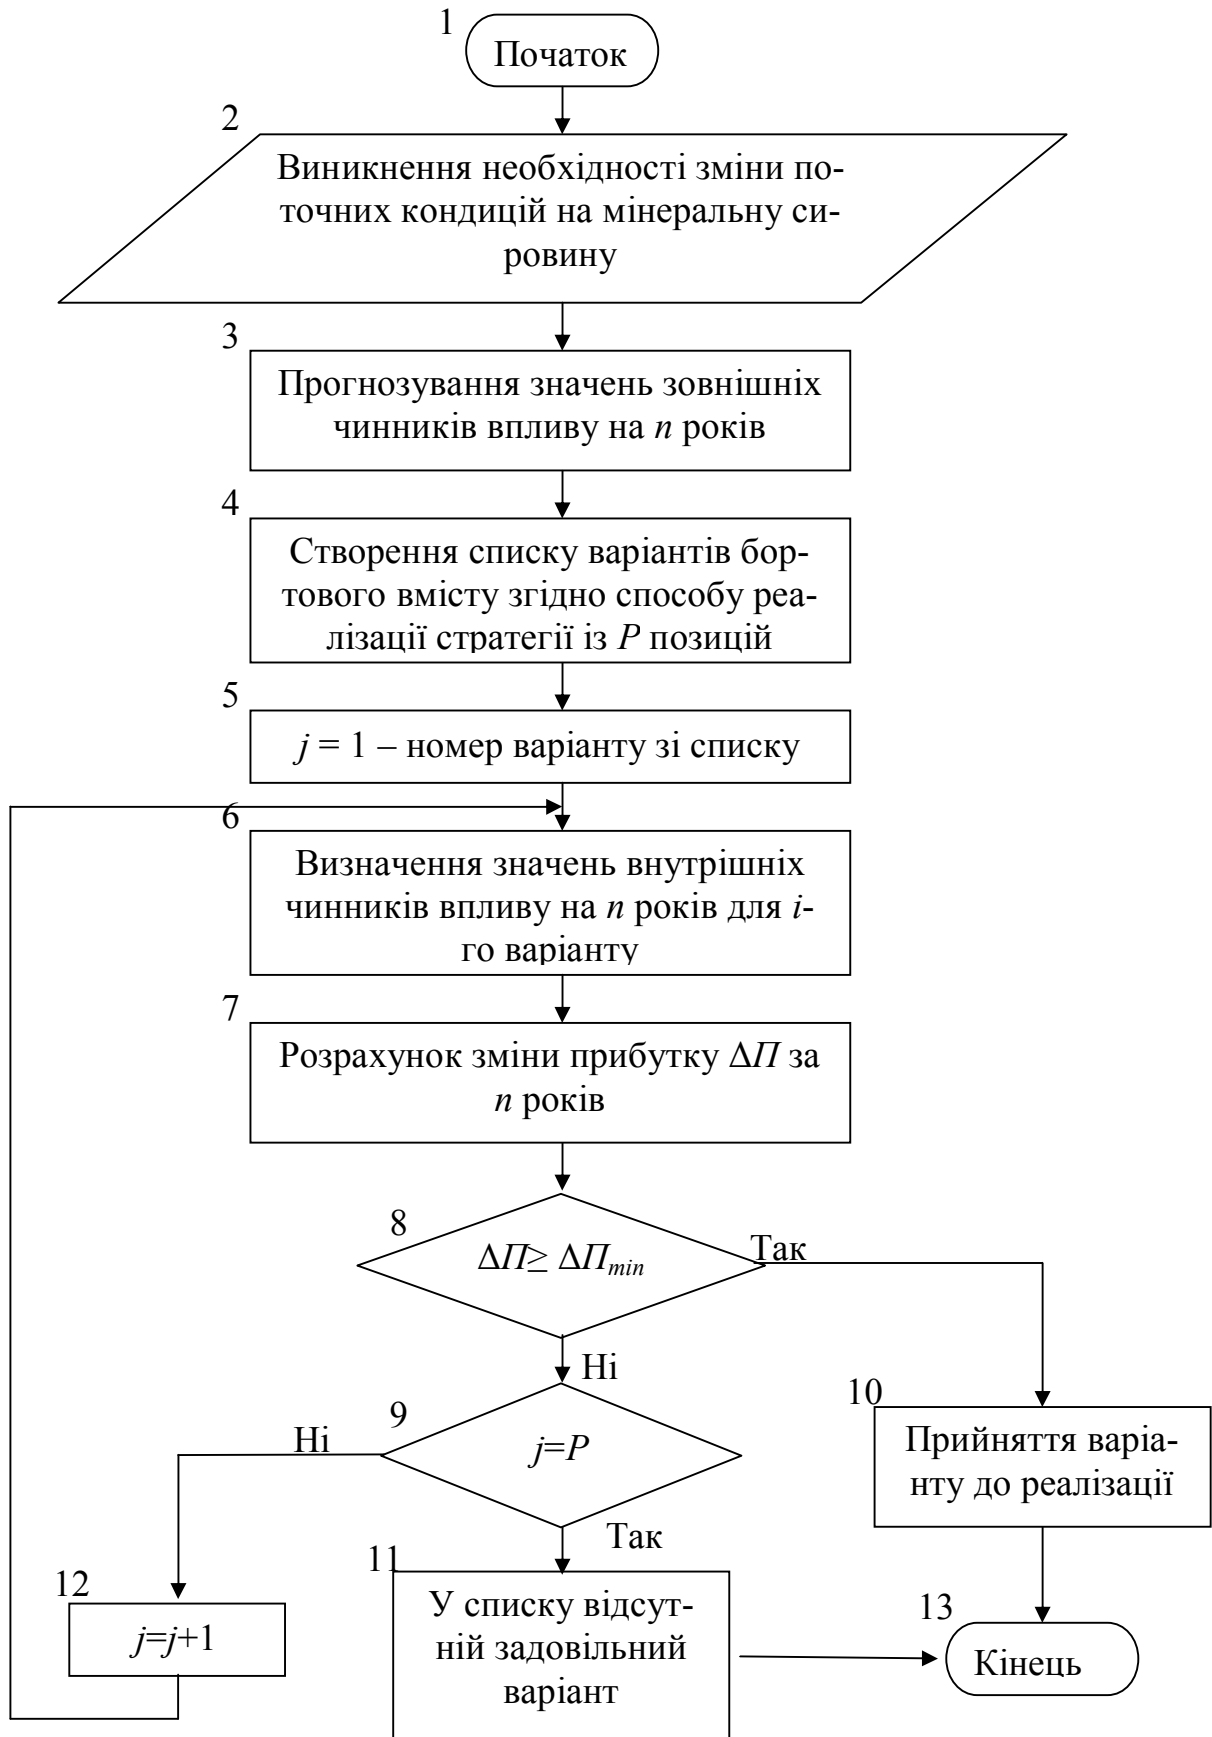 1
Початок
2
Виникнення необхідності зміни по-
точних кондицій на мінеральну си-
ровину
3
Прогнозування значень зовнішніх
чинників впливу на n років
4
Створення списку варіантів бор-
тового вмісту згідно способу реа-
лізації стратегії із P позицій
5
j = 1 – номер варіанту зі списку
6
Визначення значень внутрішніх
чинників впливу на n років для i-
го варіанту
7
Розрахунок зміни прибутку ΔП за
n років
8
ΔП≥ ΔПmin
Так
Ні
9
j=P
Ні
Так
10
Прийняття варіа-
нту до реалізації
11
У списку відсут-
ній задовільний
варіант
12
j=j+1
13
Кінець